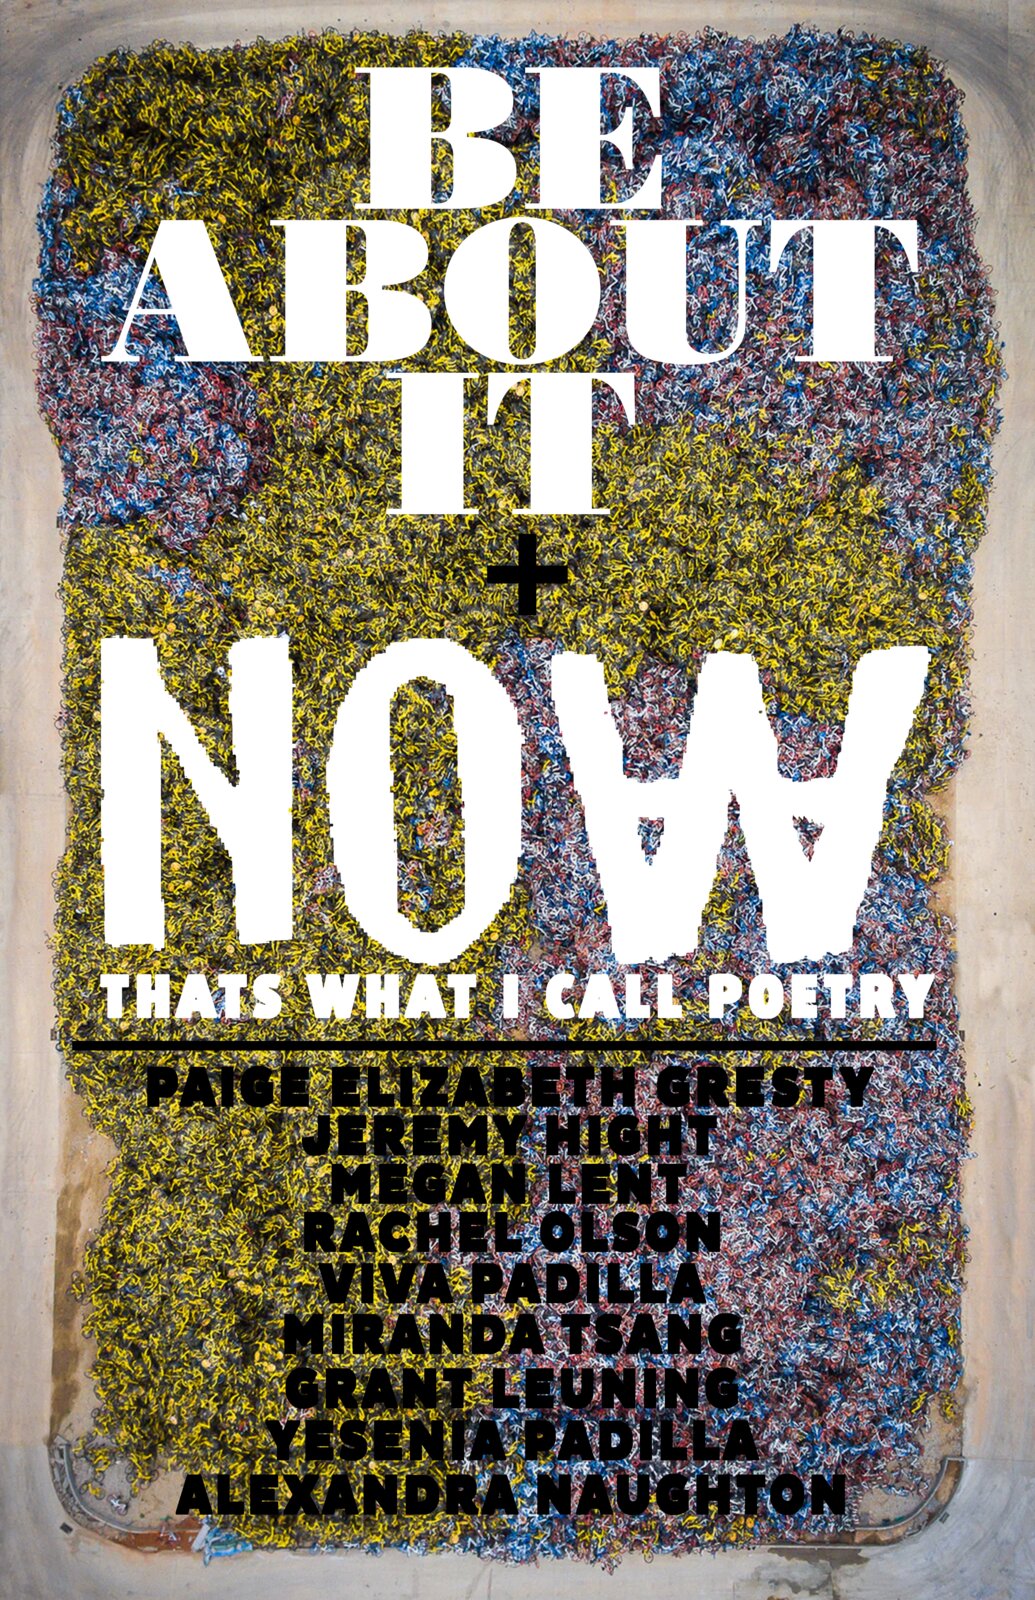 BE
ABOUT
IT
+
NOW
THATS WHAT I CALL POETRY
PAIGE ELIZABETH GRESTY
JEREMY HIGHT
MEGAN LENT
RACHEL OLSON
VIVA PADILLA
MIRANDA TSANG
GRANT LEUNING
YESENIA PADILLA
ALEXANDRA NAUGHTON